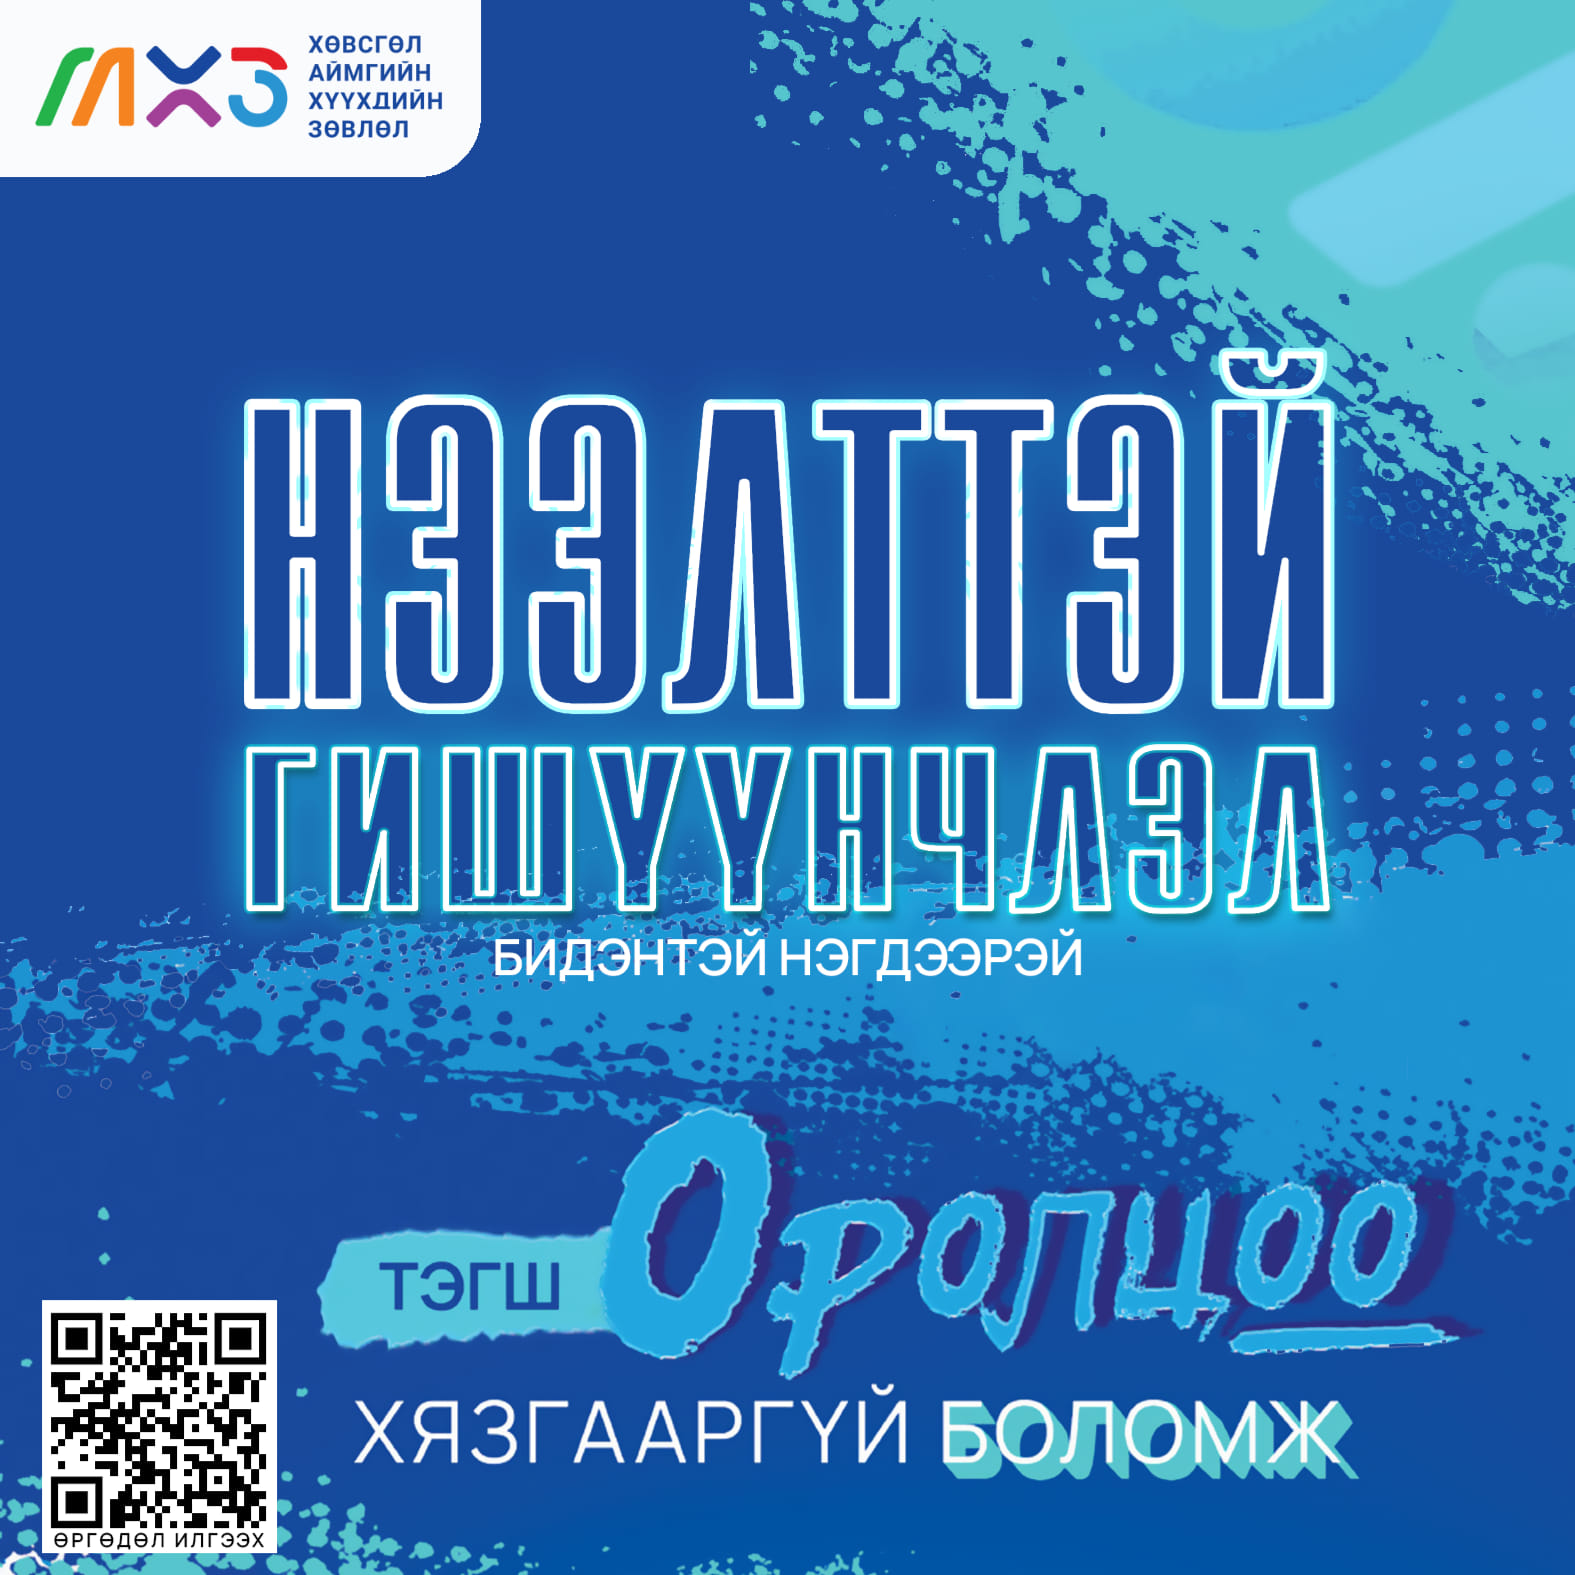 МХЗ
ХӨВСГӨЛ
АЙМГИЙН
ХҮҮХДИЙН
ЗӨВЛӨЛ
НЭЭЛТТЭЙ
ГИШҮҮНЧЛЭЛ
БИДЭНТЭЙ НЭГДЭЭРЭЙ
ТЭГШ Оролцоо
ХЯЗГААРГҮЙ БОЛОМЖ
ӨРГӨДӨЛ ИЛГЭЭХ